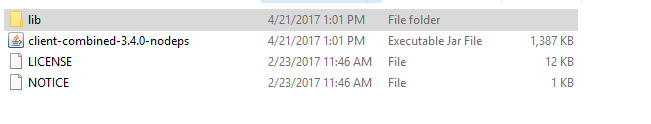 lib 4/21/2017 1:01 PM File folder
client-combined-3.4.0-nodeps 4/21/2017 1:01 PM Executable Jar File 1,387 KB
LICENSE 2/23/2017 11:46 AM File 12 KB
NOTICE 2/23/2017 11:46 AM File 1 KB